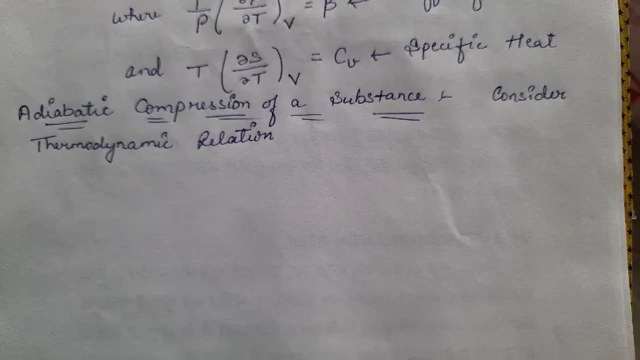 where 1/P (∂P/∂T)_V = β ←
and T (∂S/∂T)_V = C_v ← Specific Heat
Adiabatic Compression of a Substance :- Consider
Thermodynamic Relation